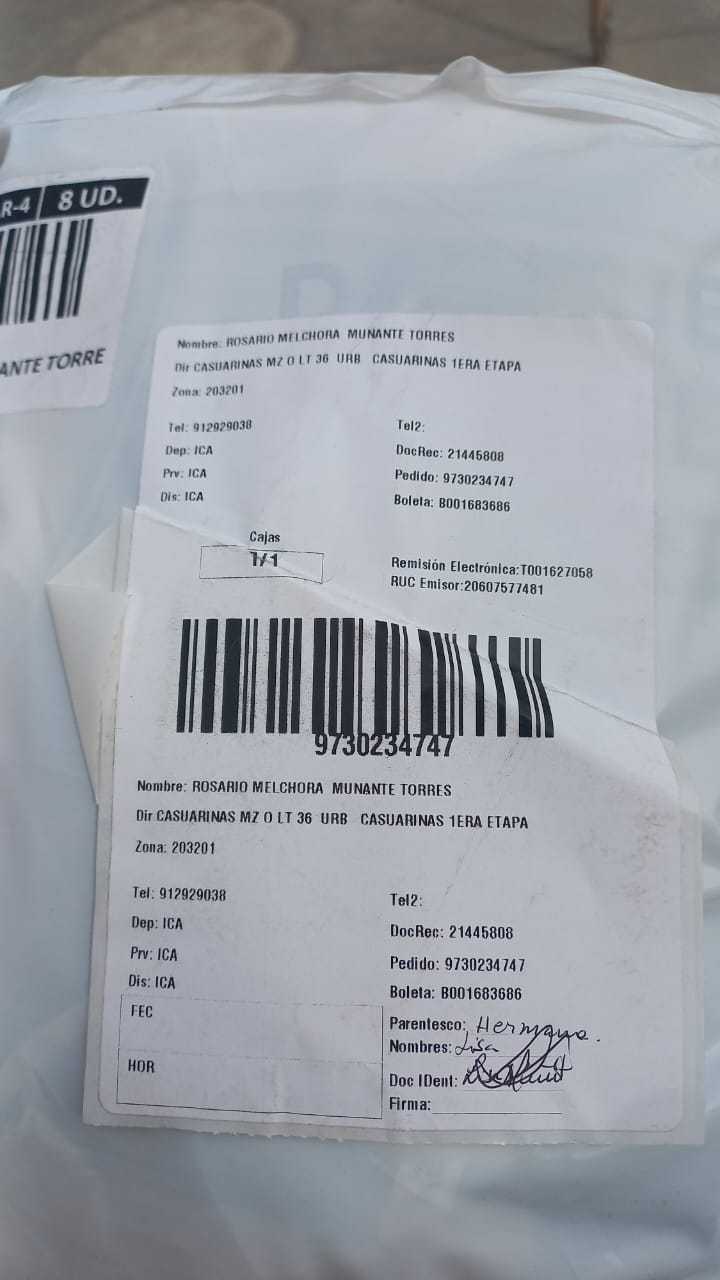 R-4 8 UD.
ANTE TORRE
Nombre: ROSARIO MELCHORA MUNANTE TORRES
Dir CASUARINAS MZ O LT 36 URB CASUARINAS 1ERA ETAPA
Zona: 203201
Tel: 912929038 Tel2:
Dep: ICA DocRec: 21445808
Prv: ICA Pedido: 9730234747
Dis: ICA Boleta: B001683686
Cajas
1/1
Remisión Electrónica:T001627058
RUC Emisor:20607577481
9730234747
Nombre: ROSARIO MELCHORA MUNANTE TORRES
Dir CASUARINAS MZ O LT 36 URB CASUARINAS 1ERA ETAPA
Zona: 203201
Tel: 912929038 Tel2:
Dep: ICA DocRec: 21445808
Prv: ICA Pedido: 9730234747
Dis: ICA Boleta: B001683686
FEC Parentesco: Hermana.
Nombres:
HOR Doc IDent:
Firma: